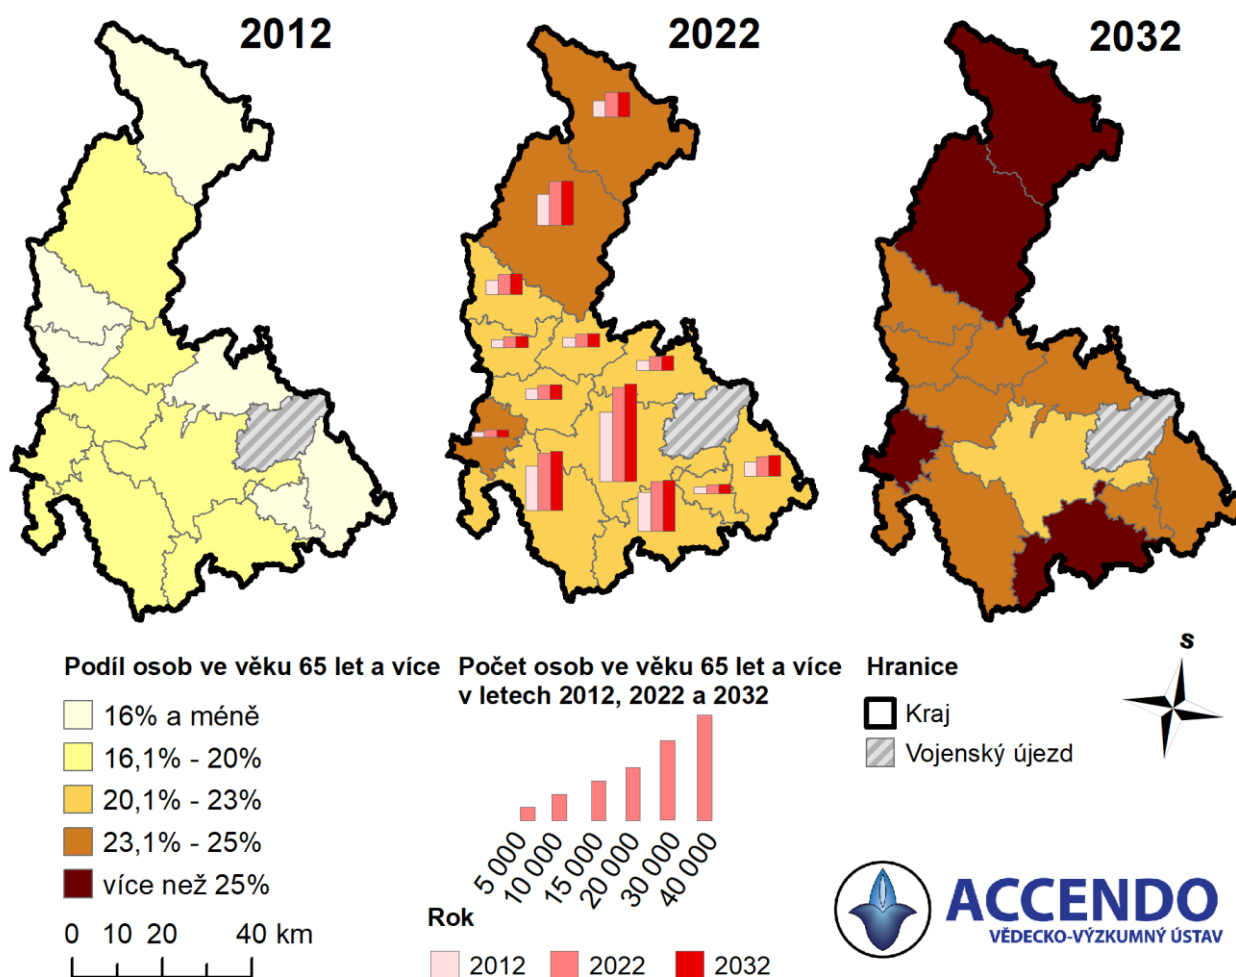 2012
2022
2032
Podíl osob ve věku 65 let a více
16% a méně
16,1% - 20%
20,1% - 23%
23,1% - 25%
více než 25%
0 10 20 40 km
Počet osob ve věku 65 let a více
v letech 2012, 2022 a 2032
5 000
10 000
15 000
20 000
30 000
40 000
Rok
2012
2022
2032
Hranice
Kraj
Vojenský újezd
S
ACCENDO
VĚDECKO-VÝZKUMNÝ ÚSTAV